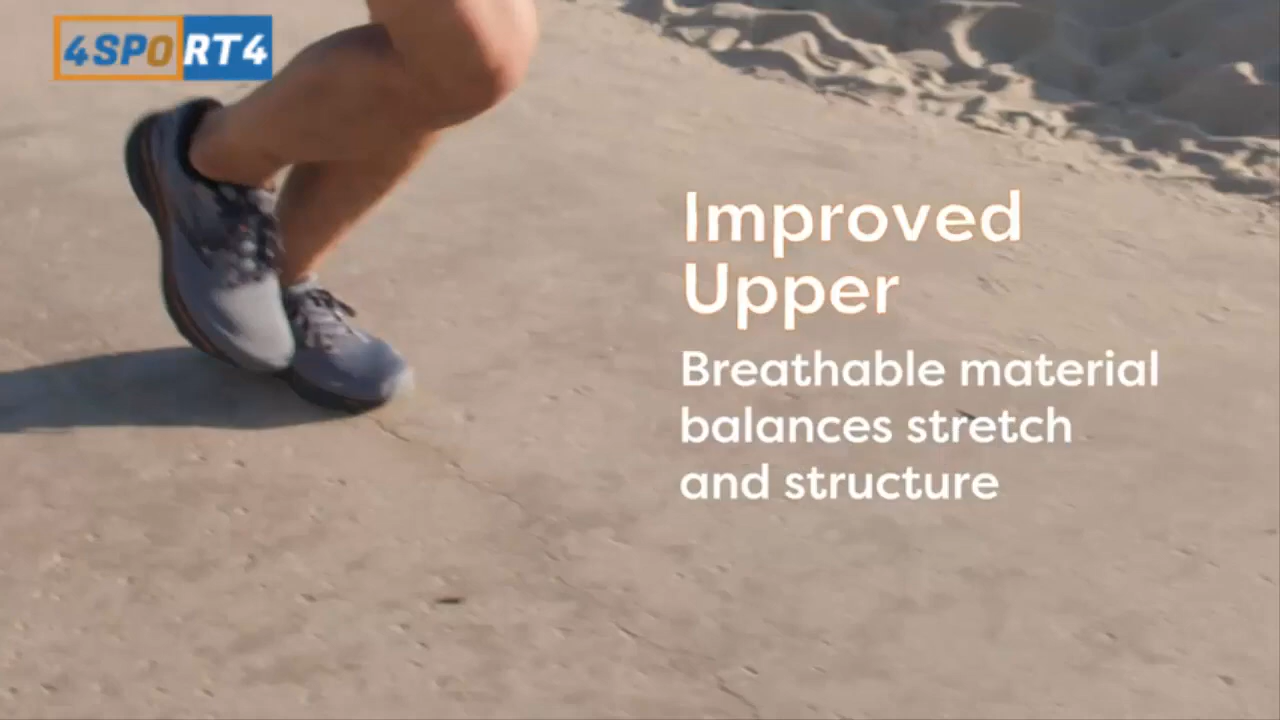 4SPORT4
Improved
Upper
Breathable material
balances stretch
and structure